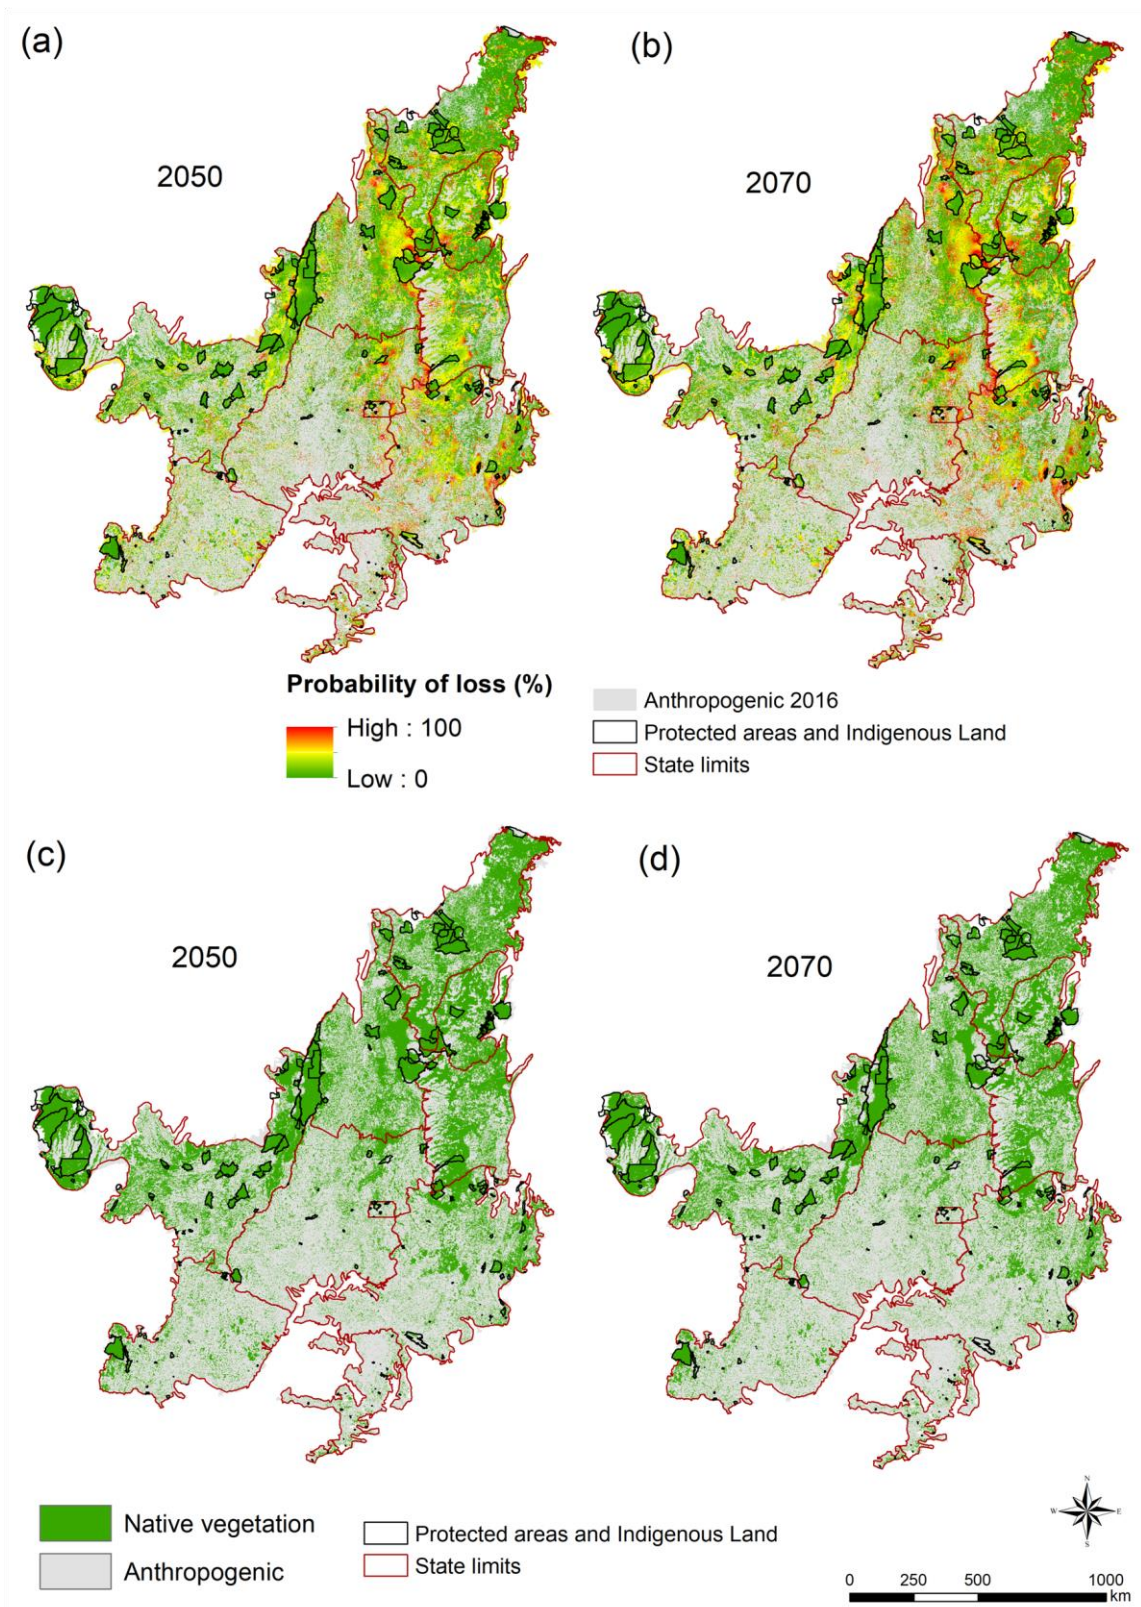 (a)
(b)
2050
2070
Probability of loss (%)
High : 100
Low : 0
Anthropogenic 2016
Protected areas and Indigenous Land
State limits
(c)
(d)
2050
2070
Native vegetation
Anthropogenic
Protected areas and Indigenous Land
State limits
N
W E
S
0 250 500 1000
km